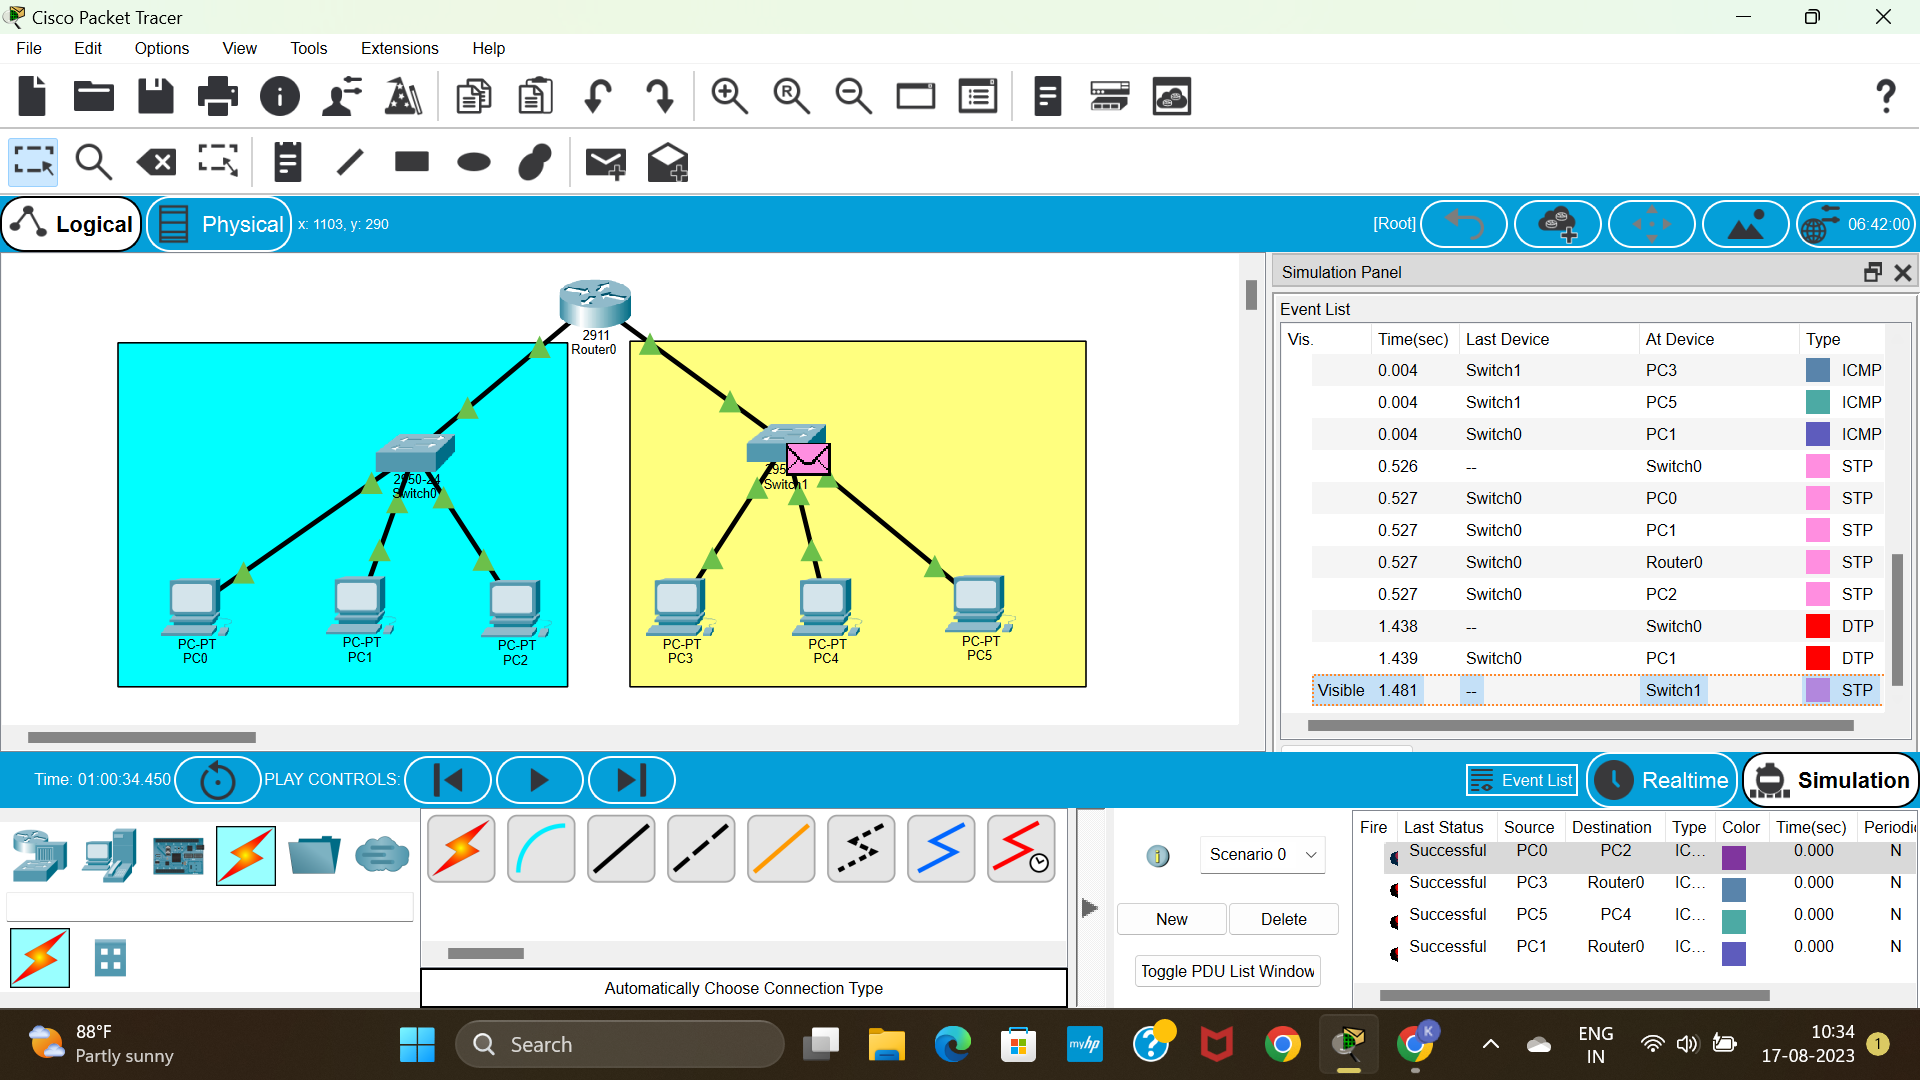 Cisco Packet Tracer
File Edit Options View Tools Extensions Help
Logical Physical x: 1103, y: 290 [Root] 06:42:00
2911
Router0
2950-24
Switch0
Switch1
PC-PT
PC0
PC-PT
PC1
PC-PT
PC2
PC-PT
PC3
PC-PT
PC4
PC-PT
PC5
Simulation Panel
Event List
Vis. Time(sec) Last Device At Device Type
0.004 Switch1 PC3 ICMP
0.004 Switch1 PC5 ICMP
0.004 Switch0 PC1 ICMP
0.526 -- Switch0 STP
0.527 Switch0 PC0 STP
0.527 Switch0 PC1 STP
0.527 Switch0 Router0 STP
0.527 Switch0 PC2 STP
1.438 -- Switch0 DTP
1.439 Switch0 PC1 DTP
Visible 1.481 -- Switch1 STP
Time: 01:00:34.450 PLAY CONTROLS: Event List Realtime Simulation
Scenario 0
New Delete
Toggle PDU List Window
Fire Last Status Source Destination Type Color Time(sec) Periodic
Successful PC0 PC2 IC... 0.000 N
Successful PC3 Router0 IC... 0.000 N
Successful PC5 PC4 IC... 0.000 N
Successful PC1 Router0 IC... 0.000 N
Automatically Choose Connection Type
88°F
Partly sunny
Search
myhp
K
ENG
IN
10:34
17-08-2023
1